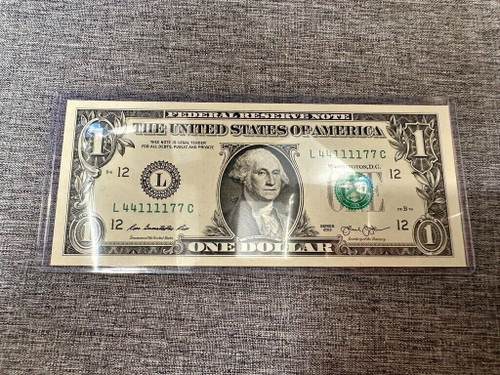 FEDERAL RESERVE NOTE
THE UNITED STATES OF AMERICA
THIS NOTE IS LEGAL TENDER
FOR ALL DEBTS, PUBLIC AND PRIVATE
L 44111177 C
WASHINGTON, D.C.
12
L
12
L 44111177 C
12
12
SERIES
ONE DOLLAR
1
1
1
1